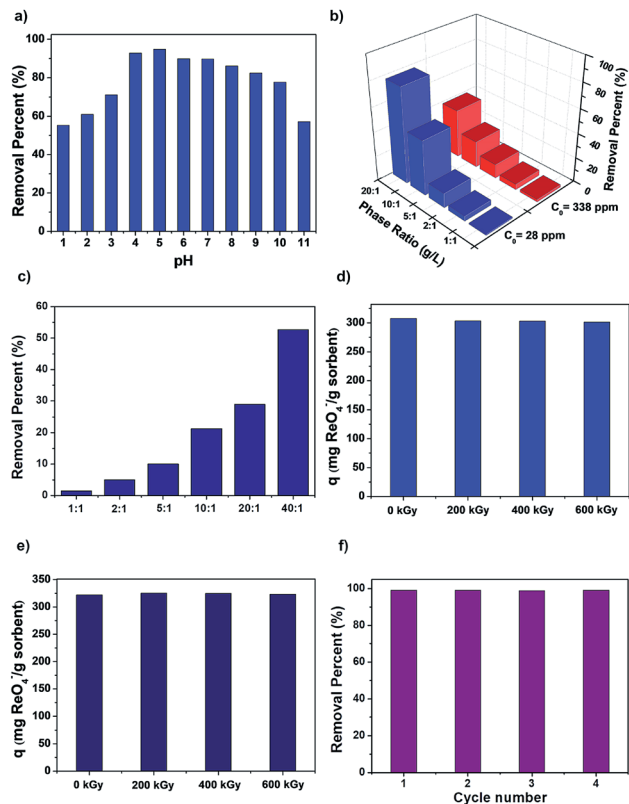 a)
Removal Percent (%)
100
80
60
40
20
0
1 2 3 4 5 6 7 8 9 10 11
pH
b)
Removal Percent (%)
100
80
60
40
20
0
20:1
10:1
5:1
2:1
1:1
Phase Ratio (g/L)
C₀= 338 ppm
C₀= 28 ppm
c)
Removal Percent (%)
60
50
40
30
20
10
0
1:1 2:1 5:1 10:1 20:1 40:1
d)
q (mg ReO₄⁻/g sorbent)
300
250
200
150
100
50
0
0 kGy 200 kGy 400 kGy 600 kGy
e)
q (mg ReO₄⁻/g sorbent)
350
300
250
200
150
100
50
0
0 kGy 200 kGy 400 kGy 600 kGy
f)
Removal Percent (%)
100
80
60
40
20
0
1 2 3 4
Cycle number